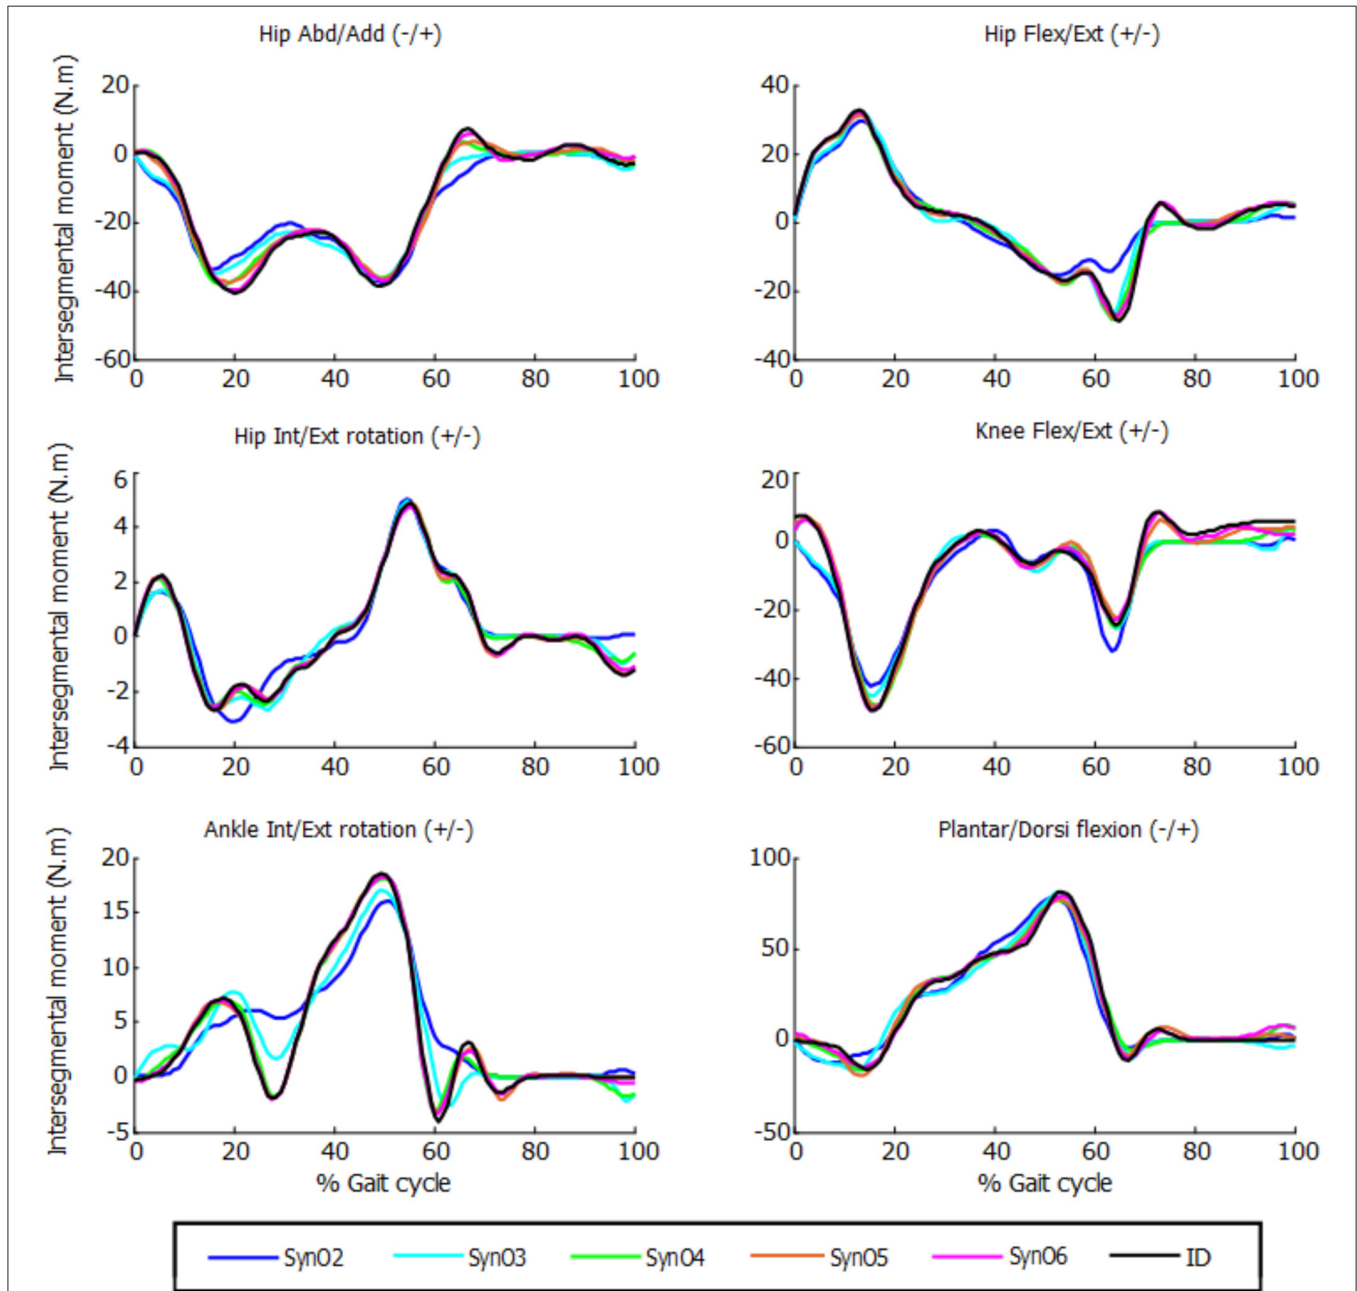 Hip Abd/Add (-/+)
Intersegmental moment (N.m)
20
0
-20
-40
-60
0 20 40 60 80 100
Hip Flex/Ext (+/-)
40
20
0
-20
-40
0 20 40 60 80 100
Hip Int/Ext rotation (+/-)
Intersegmental moment (N.m)
6
4
2
0
-2
-4
0 20 40 60 80 100
Knee Flex/Ext (+/-)
20
0
-20
-40
-60
0 20 40 60 80 100
Ankle Int/Ext rotation (+/-)
Intersegmental moment (N.m)
20
15
10
5
0
-5
0 20 40 60 80 100
% Gait cycle
Plantar/Dorsi flexion (-/+)
100
50
0
-50
0 20 40 60 80 100
% Gait cycle
SynO2 SynO3 SynO4 SynO5 SynO6 ID